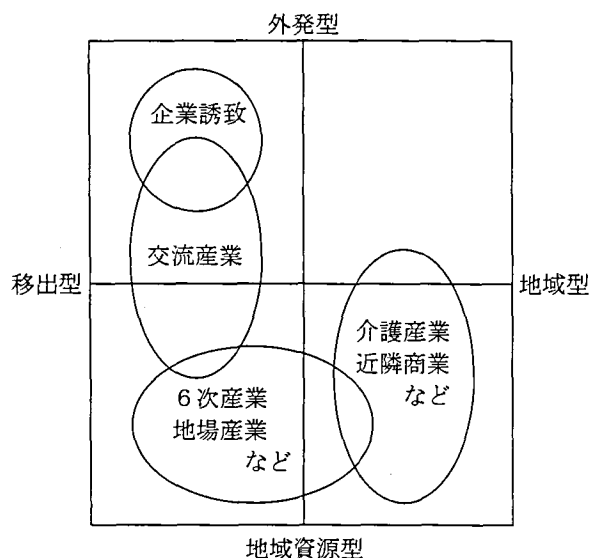 外発型
企業誘致
交流産業
移出型
地域型
介護産業
近隣商業
など
6次産業
地場産業
など
地域資源型